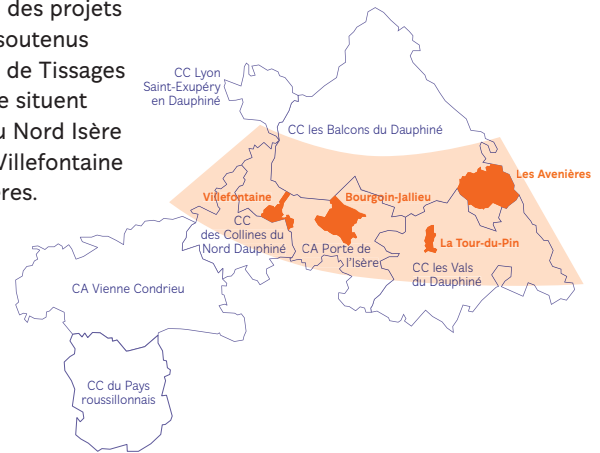 des projets
soutenus
de Tissages
e situent
u Nord Isère
Villefontaine
res.
CC Lyon
Saint-Exupéry
en Dauphiné
CC les Balcons du Dauphiné
Les Avenières
Villefontaine
Bourgoin-Jallieu
CC
des Collines du
Nord Dauphiné
CA Porte de
l'Isère
La Tour-du-Pin
CC les Vals
du Dauphiné
CA Vienne Condrieu
CC du Pays
roussillonnais